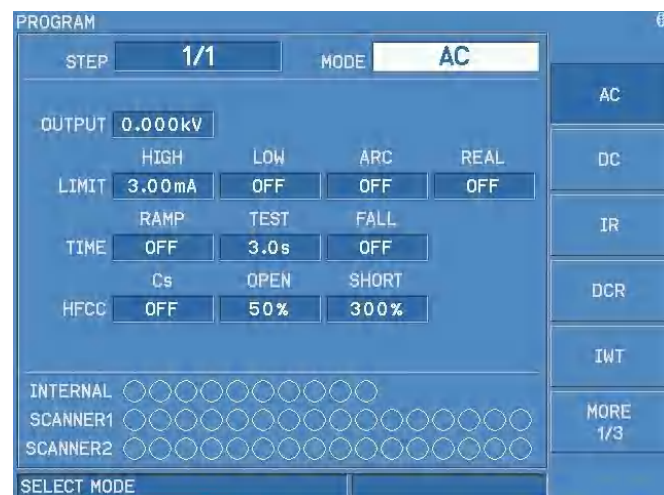 PROGRAM
STEP 1/1 MODE AC
OUTPUT 0.000kV
HIGH LOW ARC REAL
LIMIT 3.00mA OFF OFF OFF
RAMP TEST FALL
TIME OFF 3.0s OFF
Cs OPEN SHORT
HFCC OFF 50% 300%
INTERNAL
SCANNER1
SCANNER2
SELECT MODE
AC
DC
IR
DCR
IWT
MORE
1/3